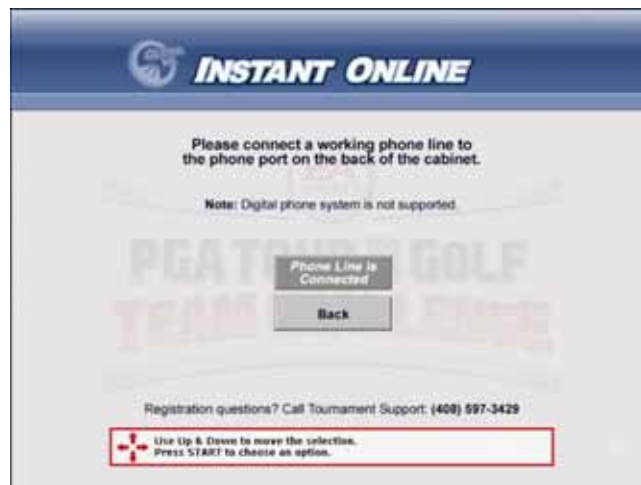 INSTANT ONLINE
Please connect a working phone line to
the phone port on the back of the cabinet.
Note: Digital phone system is not supported.
PGA TOUR GOLF
TEAM CHALLENGE
Phone Line is
Connected
Back
Registration questions? Call Tournament Support: (408) 597-3429
Use Up & Down to move the selection.
Press START to choose an option.